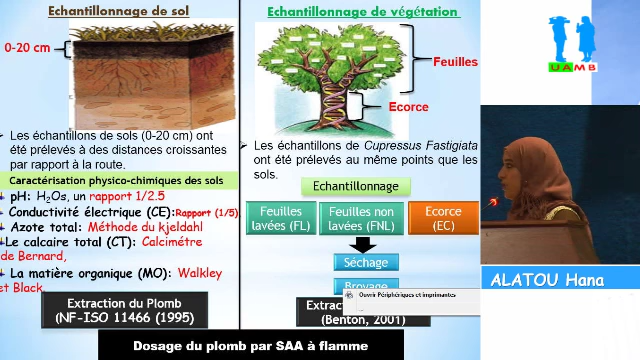 Echantillonnage de sol
0-20 cm
Les échantillons de sols (0-20 cm) ont
été prélevés à des distances croissantes
par rapport à la route.
Caractérisation physico-chimiques des sols
pH: H2Os, un rapport 1/2.5
Conductivité électrique (CE):Rapport (1/5),
Azote total: Méthode du kjeldahl
Le calcaire total (CT): Calcimétre
de Bernard,
La matière organique (MO): Walkley
et Black,
Extraction du Plomb
(NF-ISO 11466 (1995)
Echantillonnage de végétation
Feuilles
Ecorce
Les échantillons de Cupressus Fastigiata
ont été prélevés au même points que les
sols.
Echantillonnage
Feuilles
lavées (FL)
Feuilles non
lavées (FNL)
Ecorce
(EC)
Séchage
Broyage
Ouvrir Périphériques et imprimantes
(Benton, 2001)
Dosage du plomb par SAA à flamme
UAMB
ALATOU Hana